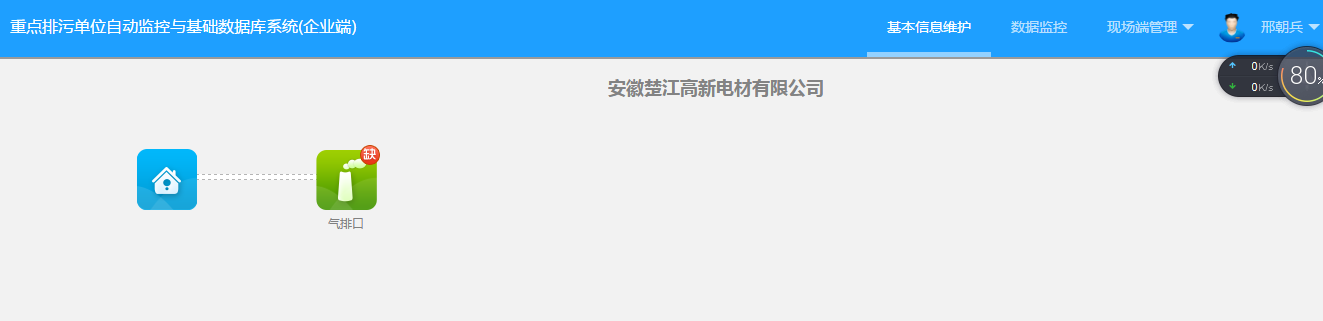 重点排污单位自动监控与基础数据库系统(企业端)
基本信息维护
数据监控
现场端管理
邢朝兵
0K/s
0K/s
80%
安徽楚江高新电材有限公司
缺
气排口